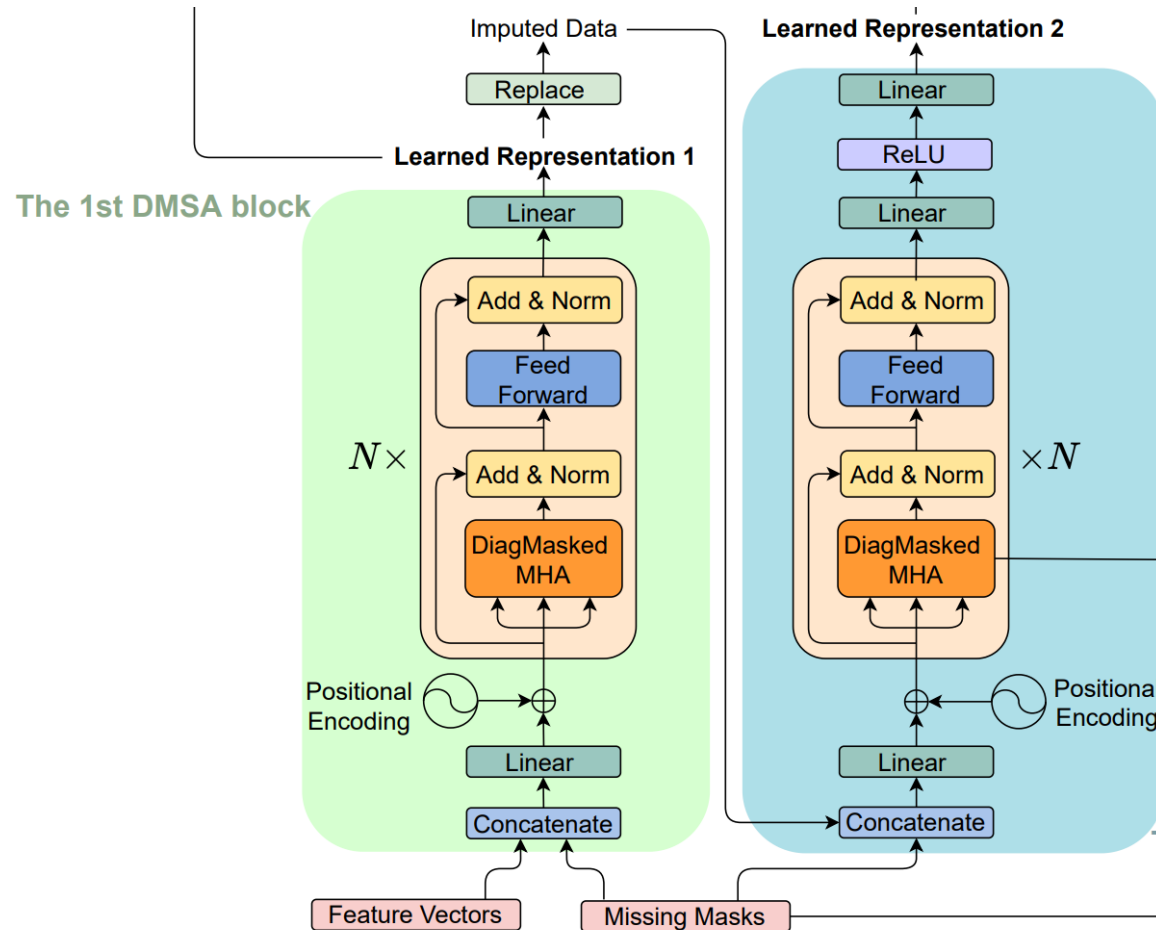 Imputed Data
Learned Representation 2
Replace
Linear
ReLU
Learned Representation 1
The 1st DMSA block
Linear
Linear
Add & Norm
Add & Norm
Feed
Forward
Feed
Forward
N×
Add & Norm
Add & Norm
×N
DiagMasked
MHA
DiagMasked
MHA
Positional
Encoding
Positiona
Encoding
Linear
Linear
Concatenate
Concatenate
Feature Vectors
Missing Masks